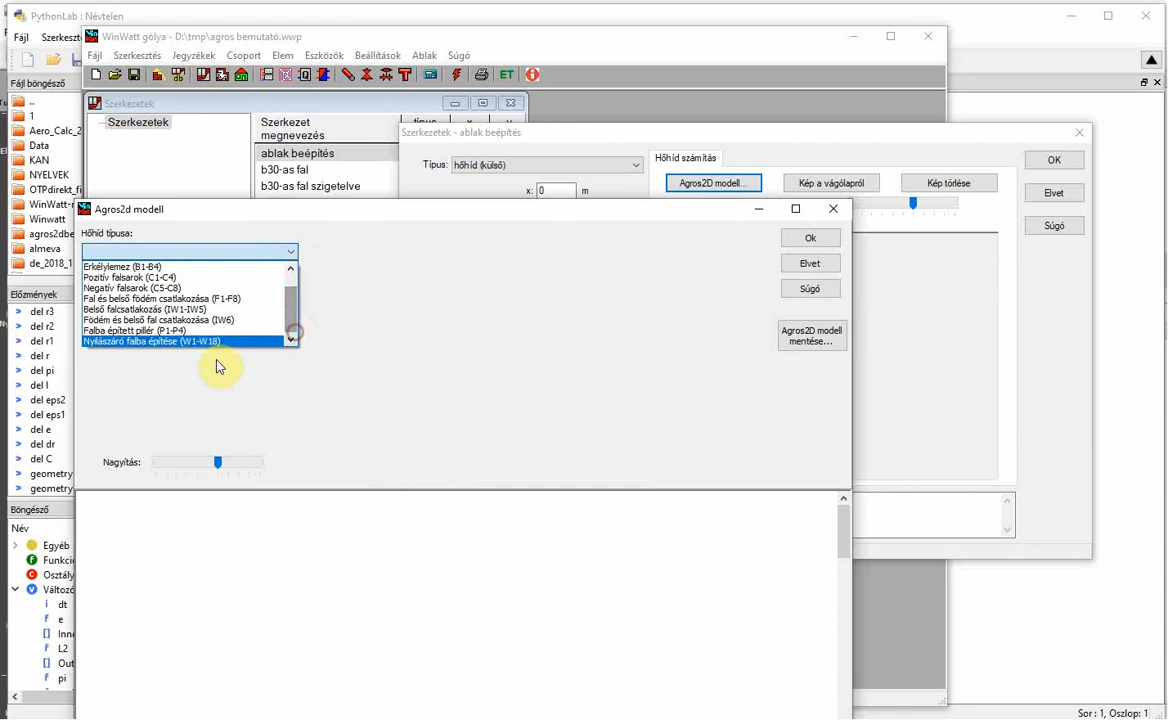 PythonLab : Névtelen
Fájl Szerkeszt
Fájl böngésző
..
1
Aero_Calc_2
Data
KAN
NYELVEK
OTPdirekt_fi
WinWatt-r
Winwatt
agros2dbe
almeva
de_2018_1
Előzmények
del r3
del r2
del r1
del r
del pi
del l
del eps2
del eps1
del e
del dr
del C
geometry
geometry
Böngésző
Név
Egyéb
Funkció
Osztály
Változó
i dt
f e
[] Inne
f L2
[] Out
f pi
WinWatt gólya - D:\tmp\agros bemutató.wwp
Fájl Szerkesztés Jegyzékek Csoport Elem Eszközök Beállítások Ablak Súgó
ET
Szerkezetek
Szerkezetek
Szerkezet megnevezés
ablak beépítés
b30-as fal
b30-as fal szigetelve
Szerkezetek - ablak beépítés
Típus: hőhíd (külső)
x: 0 m
Hőhíd számítás
Agros2D modell... Kép a vágólapról Kép törlése
OK
Elvet
Súgó
Agros2d modell
Hőhíd típusa:
Erkélylemez (B1-B4)
Pozitív falsarok (C1-C4)
Negatív falsarok (C5-C8)
Fal és belső födém csatlakozása (F1-F8)
Belső falcsatlakozás (IW1-IW5)
Födém és belső fal csatlakozása (IW6)
Falba épített pillér (P1-P4)
Nyílászáró falba építése (W1-W18)
Ok
Elvet
Súgó
Agros2D modell
mentése...
Nagyítás:
Sor : 1, Oszlop: 1